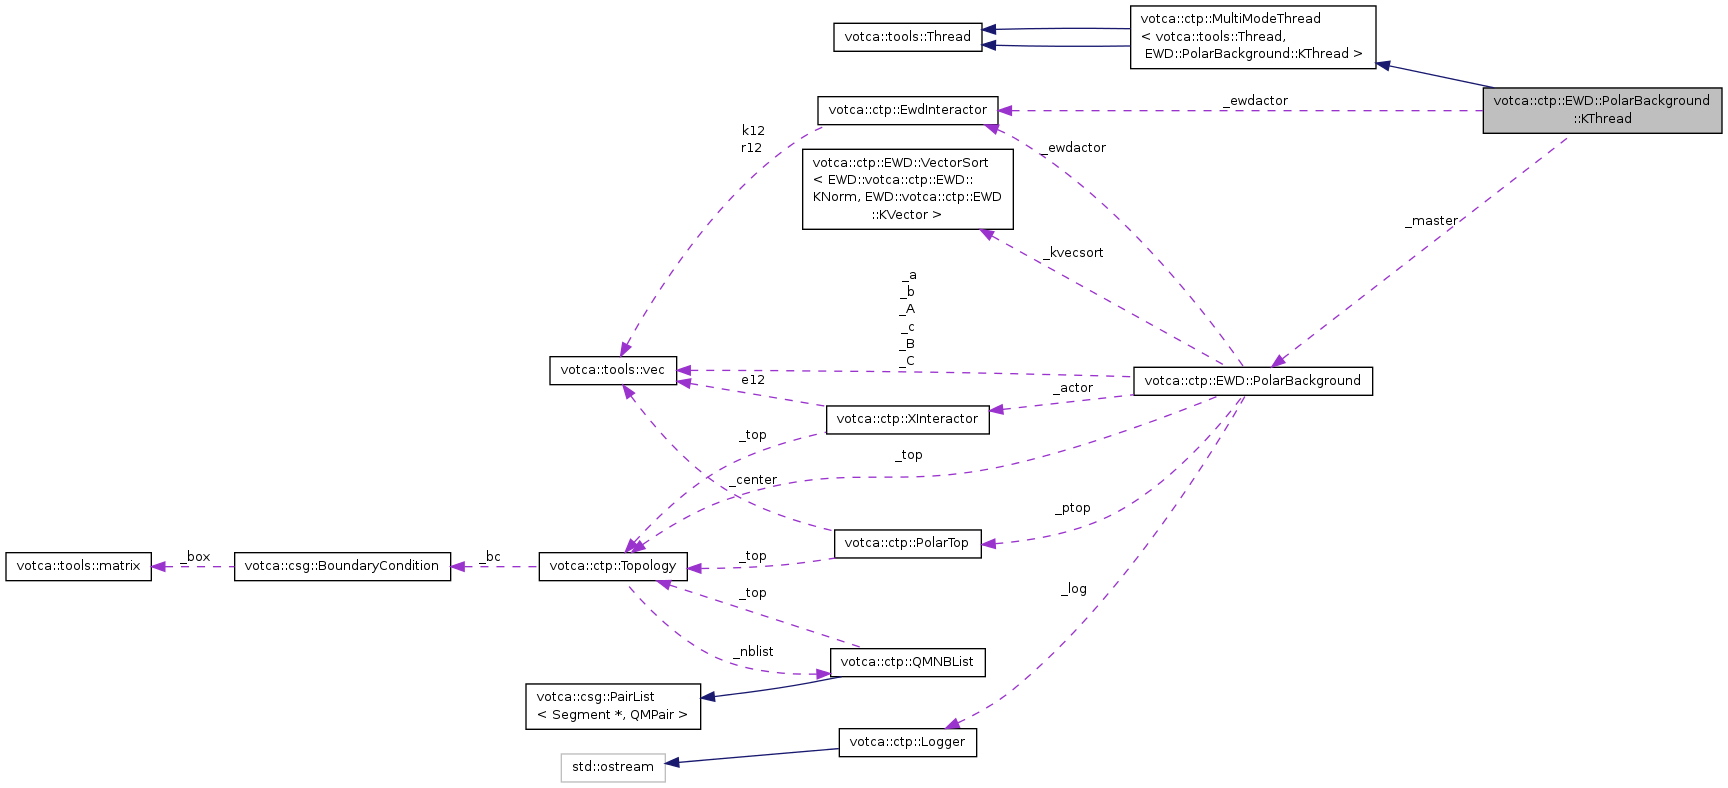 votca::tools::Thread
votca::ctp::MultiModeThread
< votca::tools::Thread,
EWD::PolarBackground::KThread >
votca::ctp::EWD::PolarBackground
::KThread
votca::ctp::EwdInteractor
_ewdactor
k12
r12
_ewdactor
votca::ctp::EWD::VectorSort
< EWD::votca::ctp::EWD::
KNorm, EWD::votca::ctp::EWD
::KVector >
_master
_kvecsort
_a
_b
_A
_c
_B
_C
votca::tools::vec
e12
votca::ctp::EWD::PolarBackground
_actor
votca::ctp::XInteractor
_top
_top
_center
_ptop
votca::ctp::PolarTop
votca::tools::matrix
_box
votca::csg::BoundaryCondition
_bc
votca::ctp::Topology
_top
_top
_log
_nblist
votca::ctp::QMNBList
votca::csg::PairList
< Segment *, QMPair >
votca::ctp::Logger
std::ostream